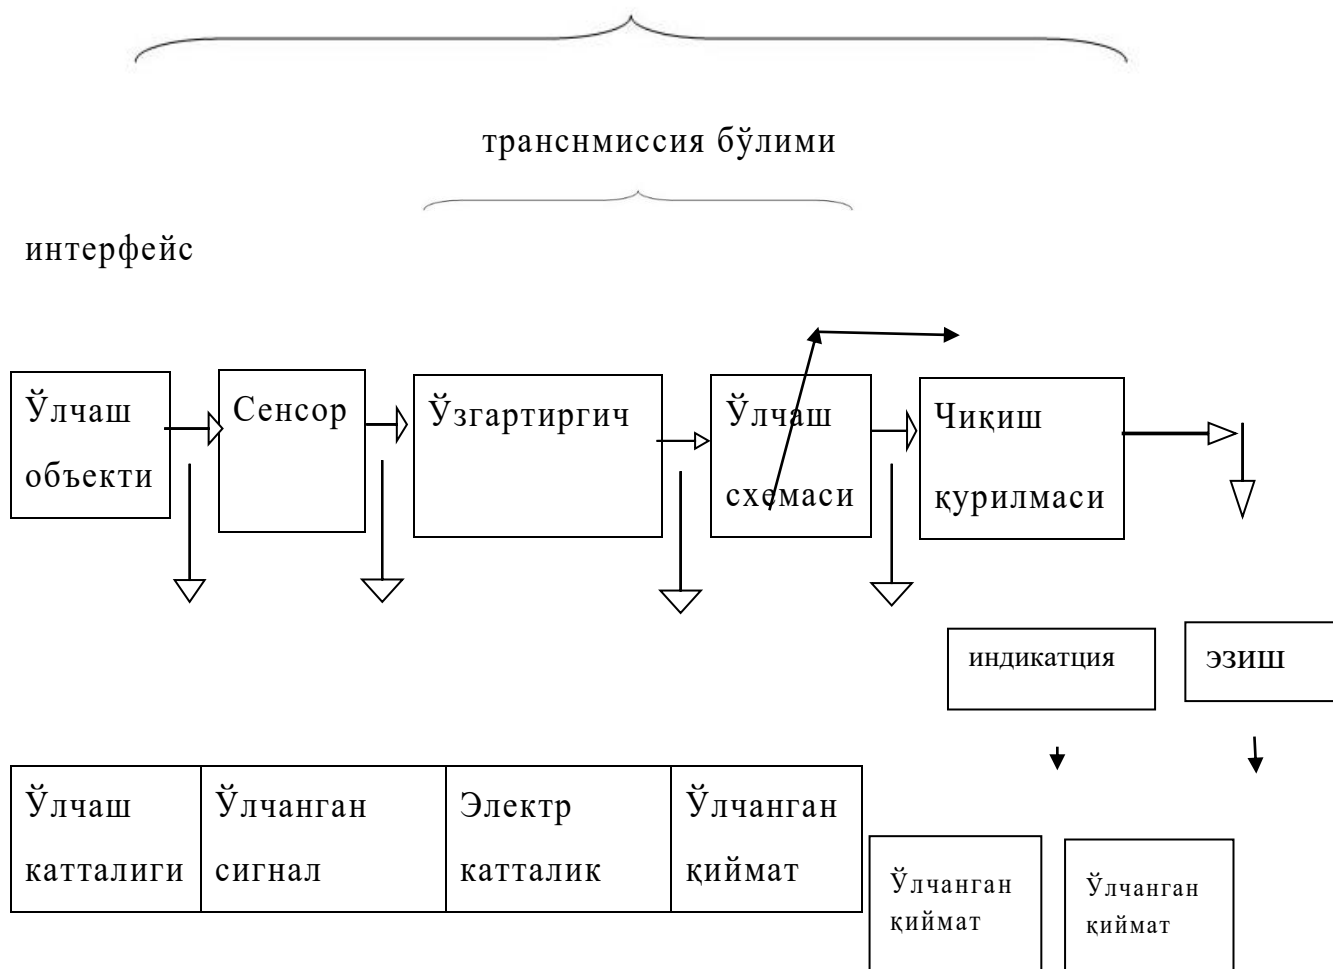 транснмиссия бўлими
интерфейс
Ўлчаш
объекти
Сенсор
Ўзгартиргич
Ўлчаш
схемаси
Чиқиш
қурилмаси
индикатция
эзиш
Ўлчаш
катталиги
Ўлчанган
сигнал
Электр
катталик
Ўлчанган
қиймат
Ўлчанган
қиймат
Ўлчанган
қиймат